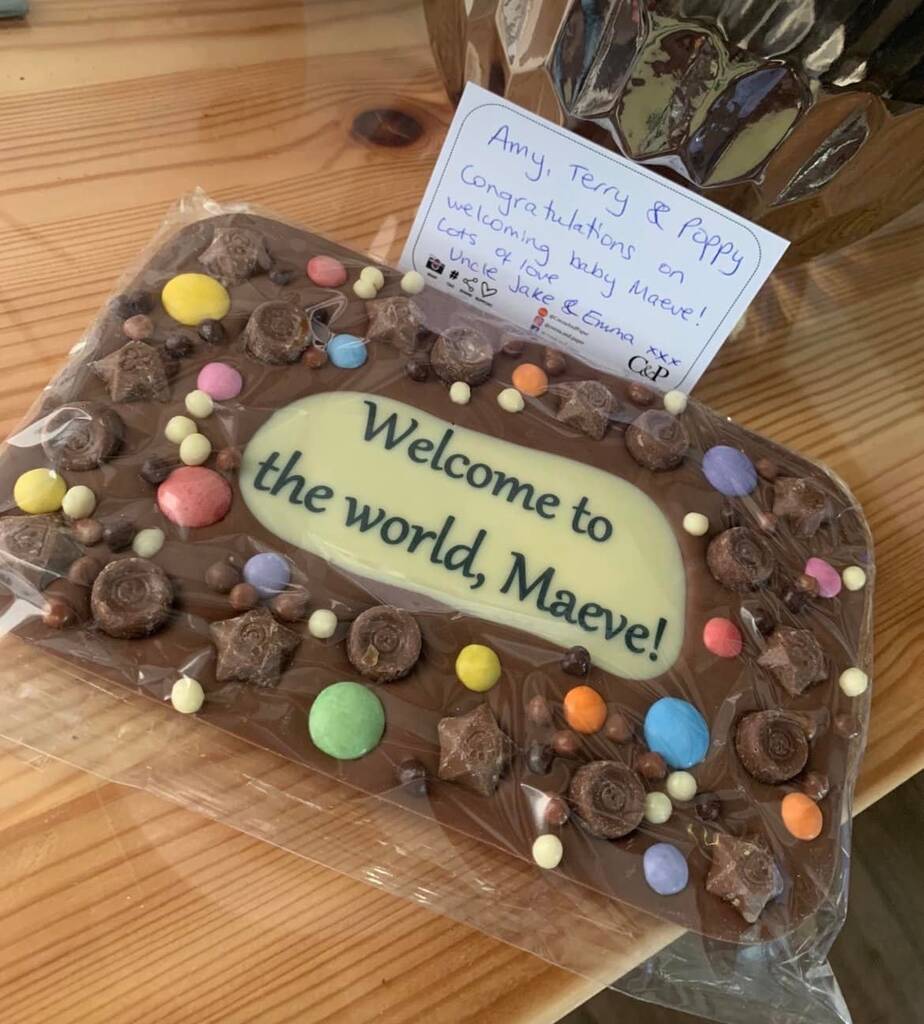 Amy, Terry & Poppy
Congratulations on
welcoming baby Maeve!
Lots of love
Uncle Jake & Emma xxx
#
C&P
Welcome to
the world, Maeve!